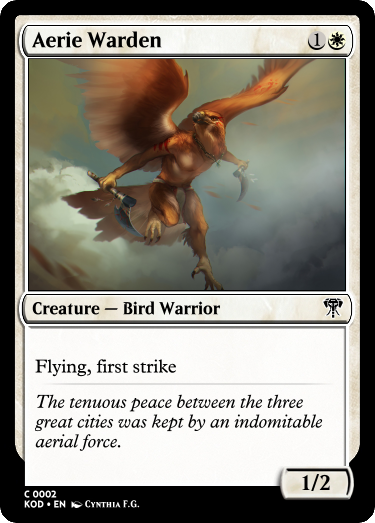 Aerie Warden 1
Creature — Bird Warrior
Flying, first strike
The tenuous peace between the three
great cities was kept by an indomitable
aerial force.
1/2
C 0002
KOD • EN CYNTHIA F.G.